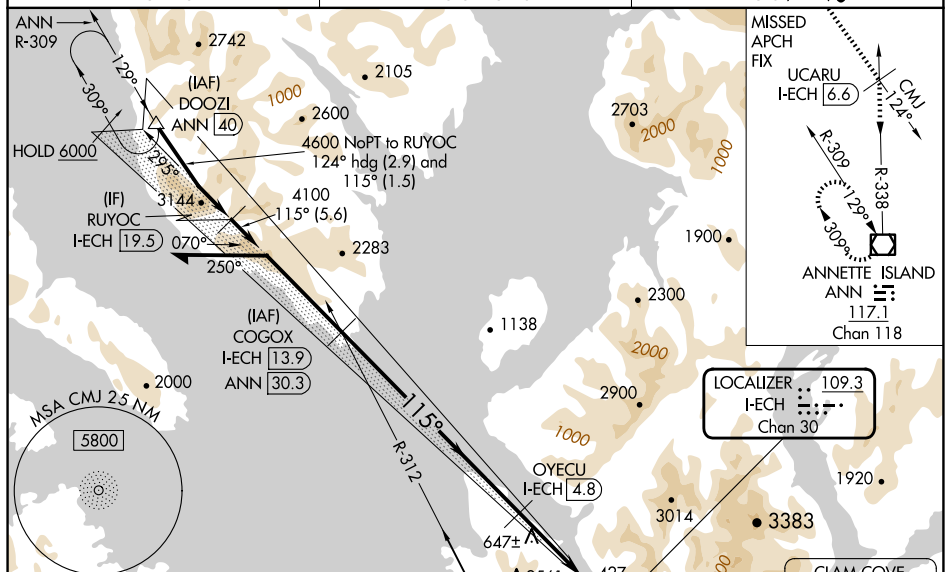 ANN
R-309
129°
309°
2742
(IAF)
DOOZI
ANN 40
2105
1000
2600
2703
2000
1000
HOLD 6000
295°
4600 NoPT to RUYOC
124° hdg (2.9) and
115° (1.5)
3144
4100
115° (5.6)
(IF)
RUYOC
I-ECH 19.5
070°
250°
2283
1900
(IAF)
COGOX
I-ECH 13.9
ANN 30.3
1138
2300
2000
2000
2900
1000
MSA CMJ 25 NM
5800
115°
R-312
OYECU
I-ECH 4.8
647±
427
3014
3383
1920
LOCALIZER 109.3
I-ECH
Chan 30
CLAM COVE
MISSED
APCH
FIX
UCARU
I-ECH 6.6
CMJ
124°
R-309
R-338
129°
309°
ANNETTE ISLAND
ANN
117.1
Chan 118